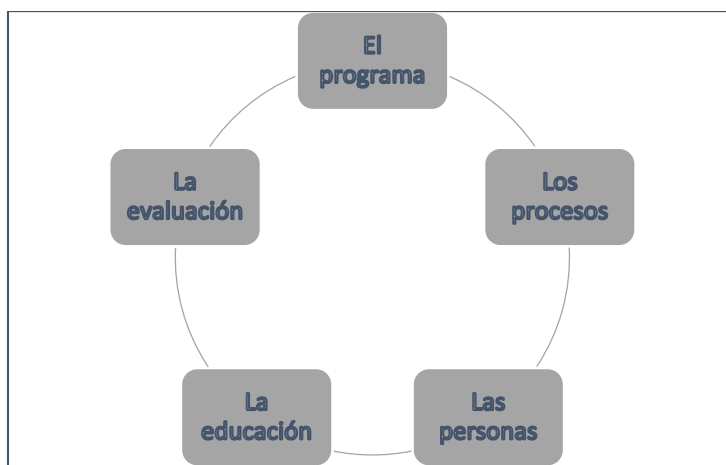 El
programa
Los
procesos
Las
personas
La
educación
La
evaluación